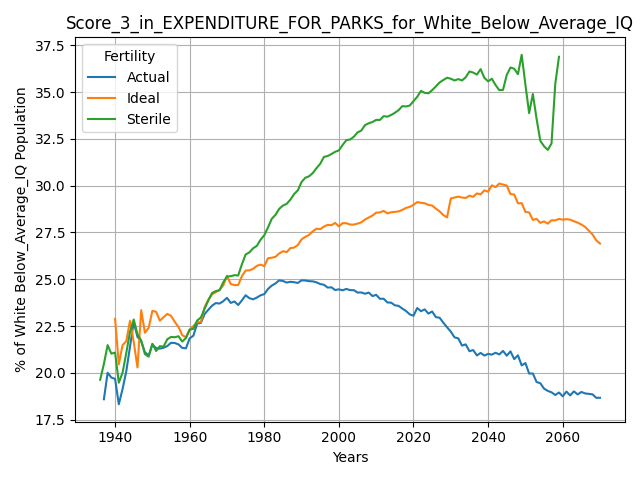 Score_3_in_EXPENDITURE_FOR_PARKS_for_White_Below_Average_IQ
Fertility
Actual
Ideal
Sterile
% of White Below_Average_IQ Population
37.5
35.0
32.5
30.0
27.5
25.0
22.5
20.0
17.5
1940 1960 1980 2000 2020 2040 2060
Years